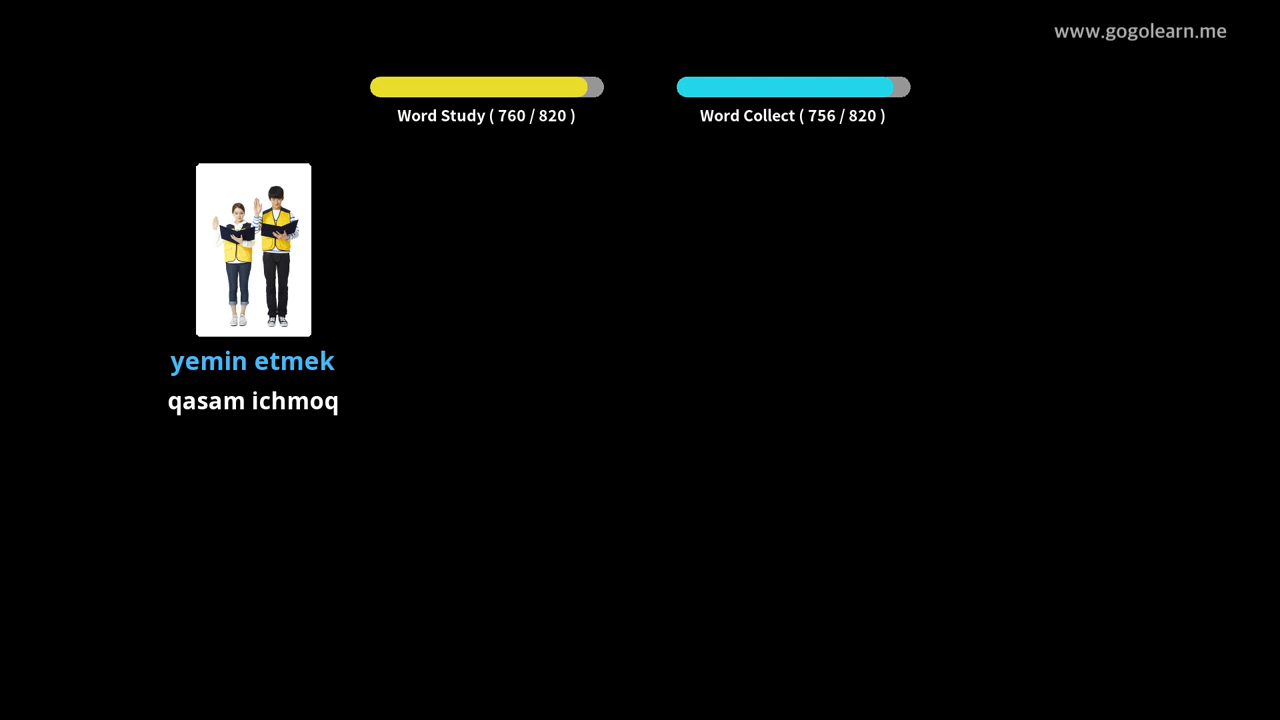 www.gogolearn.me
Word Study ( 760 / 820 )
Word Collect ( 756 / 820 )
yemin etmek
qasam ichmoq